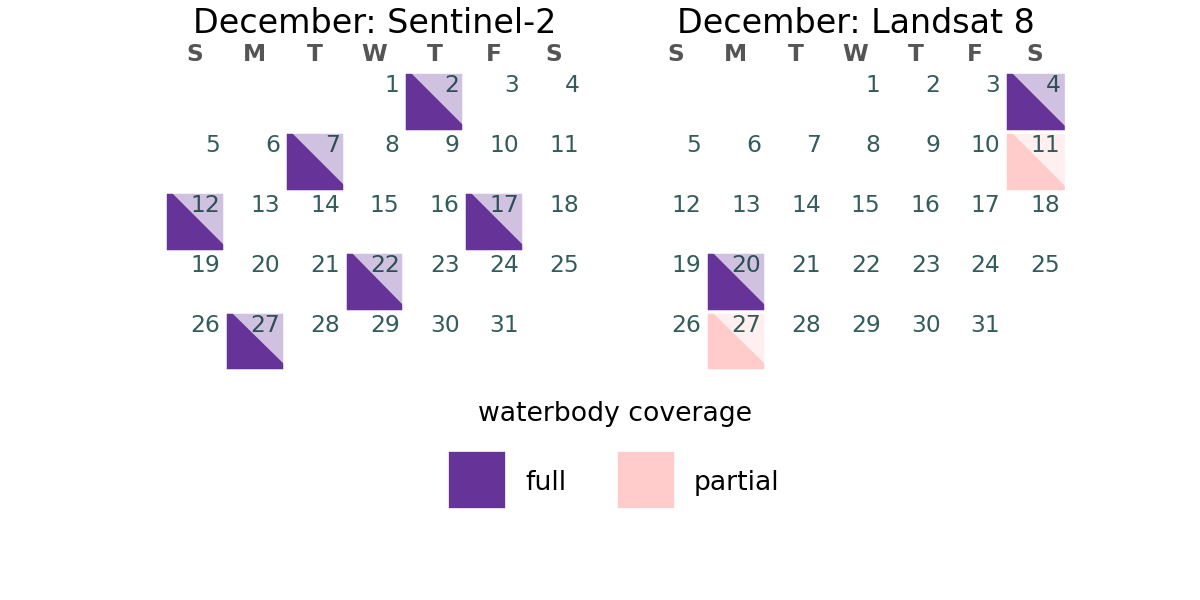 December: Sentinel-2
S M T W T F S
1 2 3 4
5 6 7 8 9 10 11
12 13 14 15 16 17 18
19 20 21 22 23 24 25
26 27 28 29 30 31
December: Landsat 8
S M T W T F S
1 2 3 4
5 6 7 8 9 10 11
12 13 14 15 16 17 18
19 20 21 22 23 24 25
26 27 28 29 30 31
waterbody coverage
full
partial